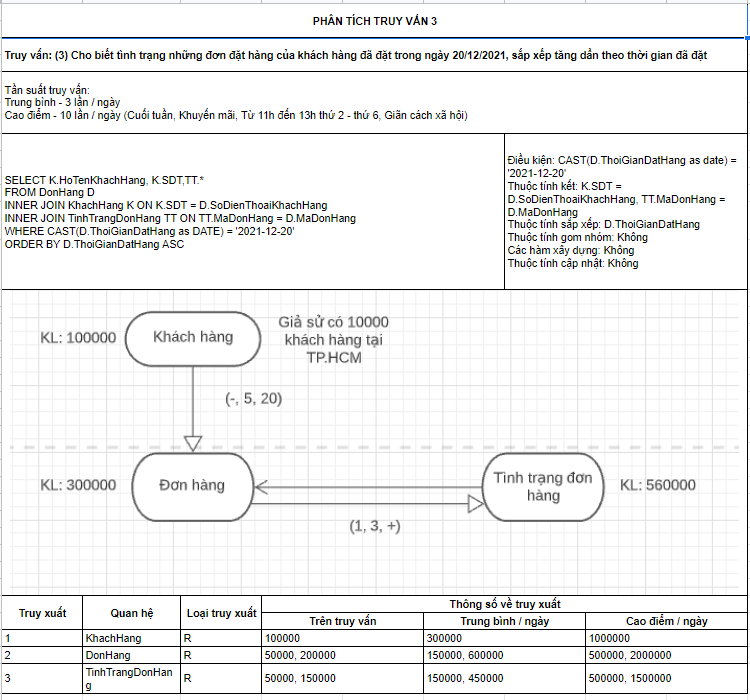 PHÂN TÍCH TRUY VẤN 3
Truy vấn: (3) Cho biết tình trạng những đơn đặt hàng của khách hàng đã đặt trong ngày 20/12/2021, sắp xếp tăng dần theo thời gian đã đặt
Tần suất truy vấn:
Trung bình - 3 lần / ngày
Cao điểm - 10 lần / ngày (Cuối tuần, Khuyến mãi, Từ 11h đến 13h thứ 2 - thứ 6, Giãn cách xã hội)
SELECT K.HoTenKhachHang, K.SDT,TT.*
FROM DonHang D
INNER JOIN KhachHang K ON K.SDT = D.SoDienThoaiKhachHang
INNER JOIN TinhTrangDonHang TT ON TT.MaDonHang = D.MaDonHang
WHERE CAST(D.ThoiGianDatHang as DATE) = '2021-12-20'
ORDER BY D.ThoiGianDatHang ASC
Điều kiện: CAST(D.ThoiGianDatHang as date) =
'2021-12-20'
Thuộc tính kết: K.SDT =
D.SoDienThoaiKhachHang, TT.MaDonHang =
D.MaDonHang
Thuộc tính sắp xếp: D.ThoiGianDatHang
Thuộc tính gom nhóm: Không
Các hàm xây dựng: Không
Thuộc tính cập nhật: Không
KL: 100000
Khách hàng
Giả sử có 10000
khách hàng tại
TP.HCM
(-, 5, 20)
KL: 300000
Đơn hàng
Tình trạng đơn
hàng
KL: 560000
(1, 3, +)
Truy xuất
Quan hệ
Loại truy xuất
Thông số về truy xuất
Trên truy vấn
Trung bình / ngày
Cao điểm / ngày
1
KhachHang
R
100000
300000
1000000
2
DonHang
R
50000, 200000
150000, 600000
500000, 2000000
3
TinhTrangDonHan
g
R
50000, 150000
150000, 450000
500000, 1500000